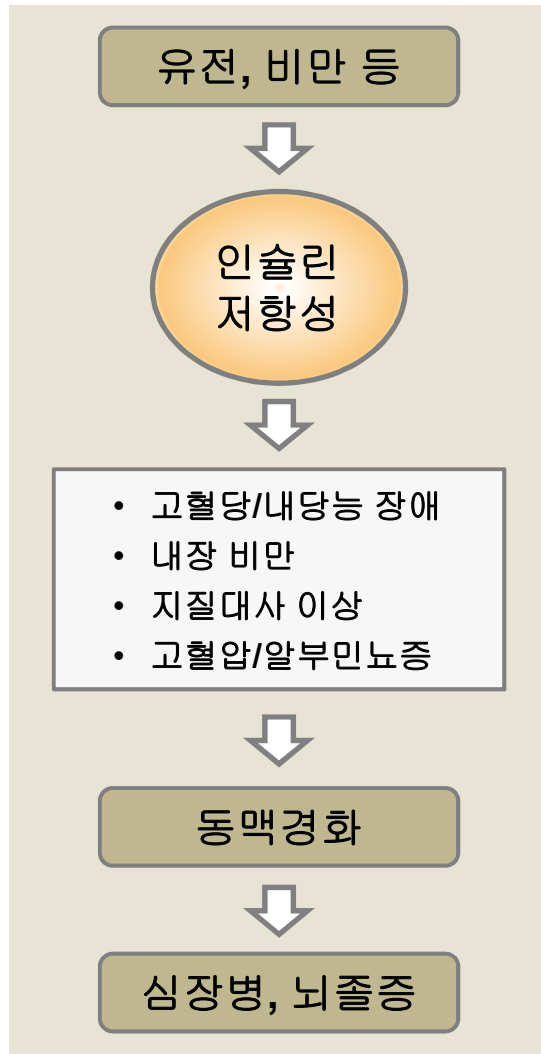 유전, 비만 등
인슐린
저항성
• 고혈당/내당능 장애
• 내장 비만
• 지질대사 이상
• 고혈압/알부민뇨증
동맥경화
심장병, 뇌졸증